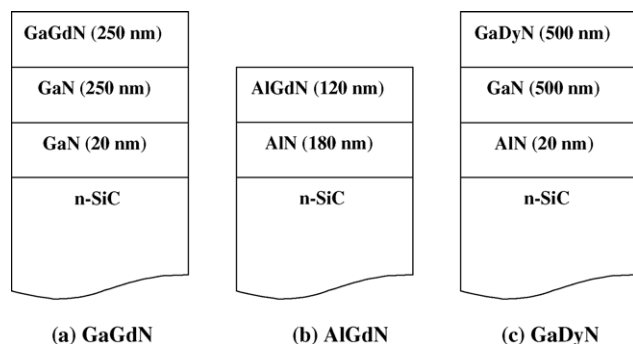 GaGdN (250 nm)
GaN (250 nm)
GaN (20 nm)
n-SiC
(a) GaGdN
AlGdN (120 nm)
AlN (180 nm)
n-SiC
(b) AlGdN
GaDyN (500 nm)
GaN (500 nm)
AlN (20 nm)
n-SiC
(c) GaDyN